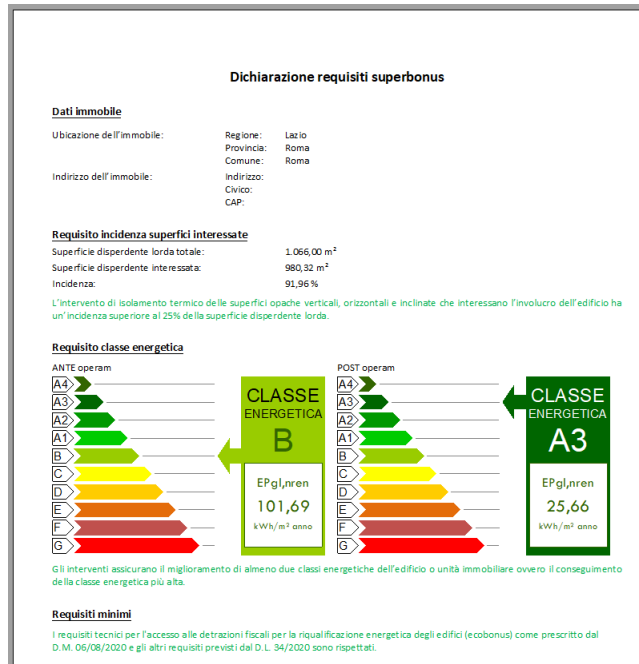 Dichiarazione requisiti superbonus
Dati immobile
Ubicazione dell'immobile: Regione: Lazio
Provincia: Roma
Comune: Roma
Indirizzo dell'immobile: Indirizzo:
Civico:
CAP:
Requisito incidenza superfici interessate
Superficie disperdente lorda totale: 1.066,00 m²
Superficie disperdente interessata: 980,32 m²
Incidenza: 91,96 %
L'intervento di isolamento termico delle superfici opache verticali, orizzontali e inclinate che interessano l'involucro dell'edificio ha
un'incidenza superiore al 25% della superficie disperdente lorda.
Requisito classe energetica
ANTE operam
A4
A3
A2
A1
B
C
D
E
F
G
CLASSE
ENERGETICA
B
EPgl,nren
101,69
kWh/m² anno
POST operam
A4
A3
A2
A1
B
C
D
E
F
G
CLASSE
ENERGETICA
A3
EPgl,nren
25,66
kWh/m² anno
Gli interventi assicurano il miglioramento di almeno due classi energetiche dell'edificio o unità immobiliare ovvero il conseguimento
della classe energetica più alta.
Requisiti minimi
I requisiti tecnici per l'accesso alle detrazioni fiscali per la riqualificazione energetica degli edifici (ecobonus) come prescritto dal
D.M. 06/08/2020 e gli altri requisiti previsti dal D.L. 34/2020 sono rispettati.